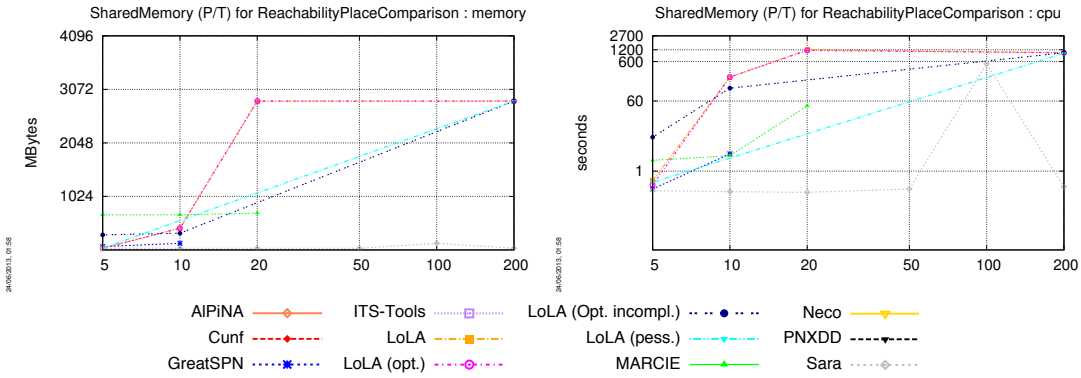 SharedMemory (P/T) for ReachabilityPlaceComparison : memory
4096
3072
2048
1024
MBytes
5 10 20 50 100 200
24/06/2013, 01:58
SharedMemory (P/T) for ReachabilityPlaceComparison : cpu
2700
1200
600
60
1
seconds
5 10 20 50 100 200
24/06/2013, 01:58
AlPiNA ITS-Tools LoLA (Opt. incompl.) Neco
Cunf LoLA LoLA (pess.) PNXDD
GreatSPN LoLA (opt.) MARCIE Sara